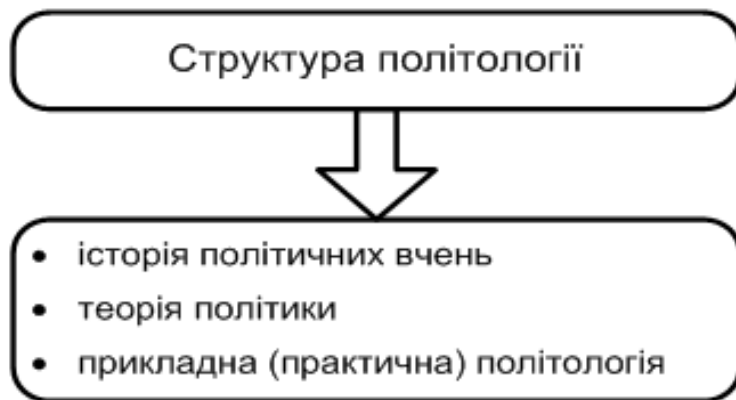 Структура політології
• історія політичних вчень
• теорія політики
• прикладна (практична) політологія